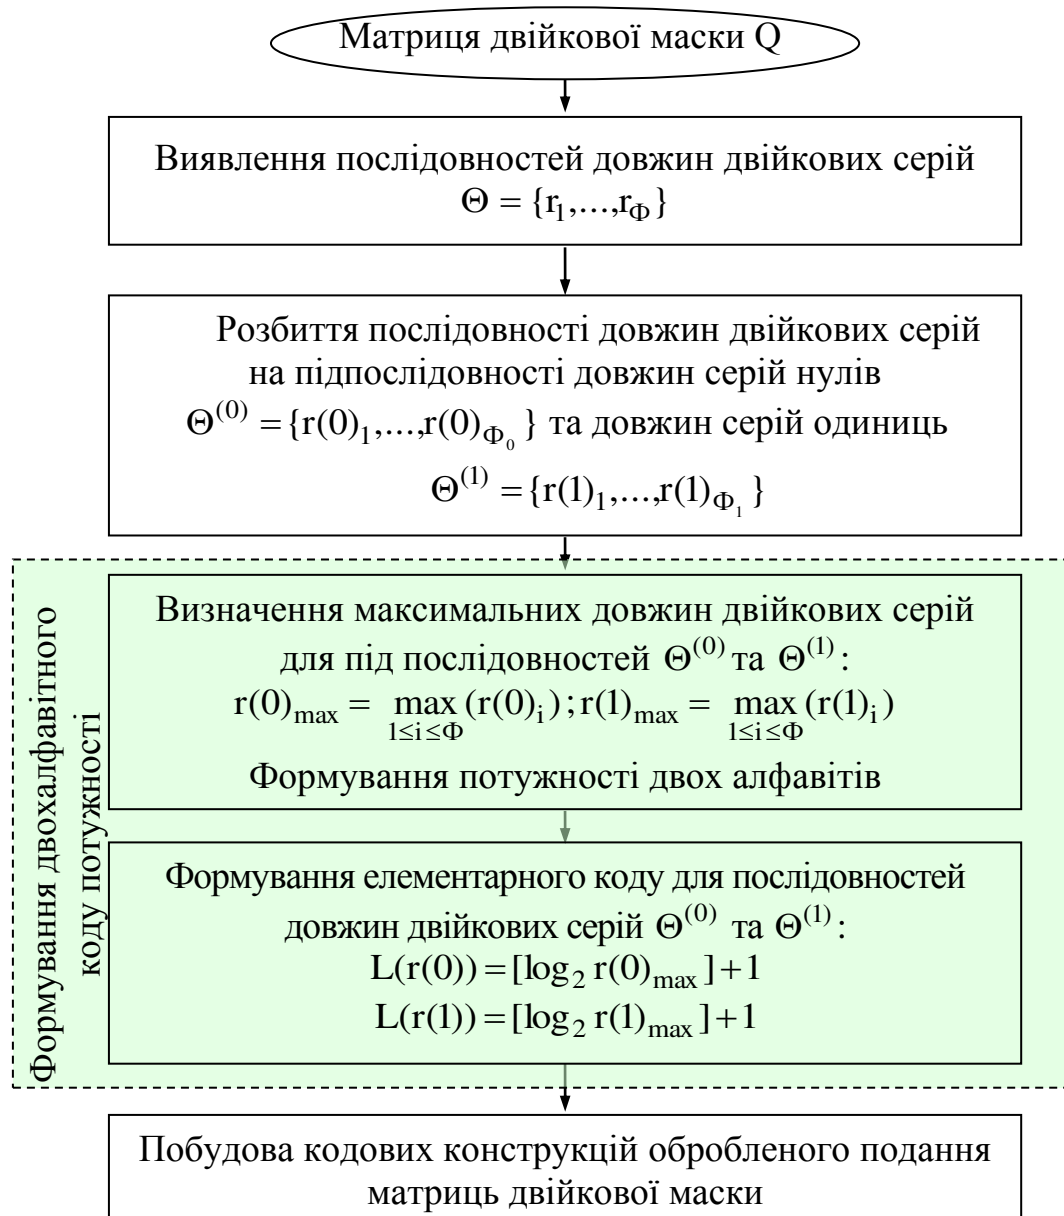 Матриця двійкової маски Q
Виявлення послідовностей довжин двійкових серій
Θ = {r₁,...,r_Φ}
Розбиття послідовності довжин двійкових серій
на підпослідовності довжин серій нулів
Θ⁽⁰⁾ = {r(0)₁,...,r(0)_Φ₀ } та довжин серій одиниць
Θ⁽¹⁾ = {r(1)₁,...,r(1)_Φ₁ }
Формування двохалфавітного
коду потужності
Визначення максимальних довжин двійкових серій
для під послідовностей Θ⁽⁰⁾ та Θ⁽¹⁾ :
r(0)max = max (r(0)ᵢ) ; r(1)max = max (r(1)ᵢ)
1≤i≤Φ 1≤i≤Φ
Формування потужності двох алфавітів
Формування елементарного коду для послідовностей
довжин двійкових серій Θ⁽⁰⁾ та Θ⁽¹⁾ :
L(r(0)) = [log₂ r(0)max ] + 1
L(r(1)) = [log₂ r(1)max ] + 1
Побудова кодових конструкцій обробленого подання
матриць двійкової маски